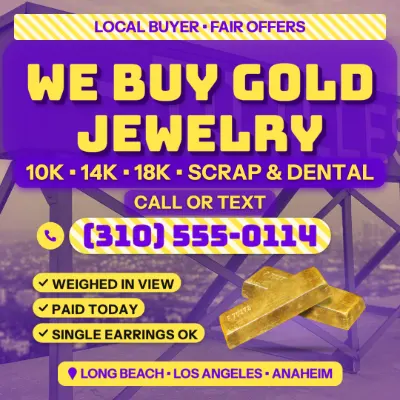 LOCAL BUYER • FAIR OFFERS
WE BUY GOLD
JEWELRY
10K • 14K • 18K • SCRAP & DENTAL
CALL OR TEXT
(310) 555-0114
WEIGHED IN VIEW
PAID TODAY
SINGLE EARRINGS OK
LONG BEACH • LOS ANGELES • ANAHEIM